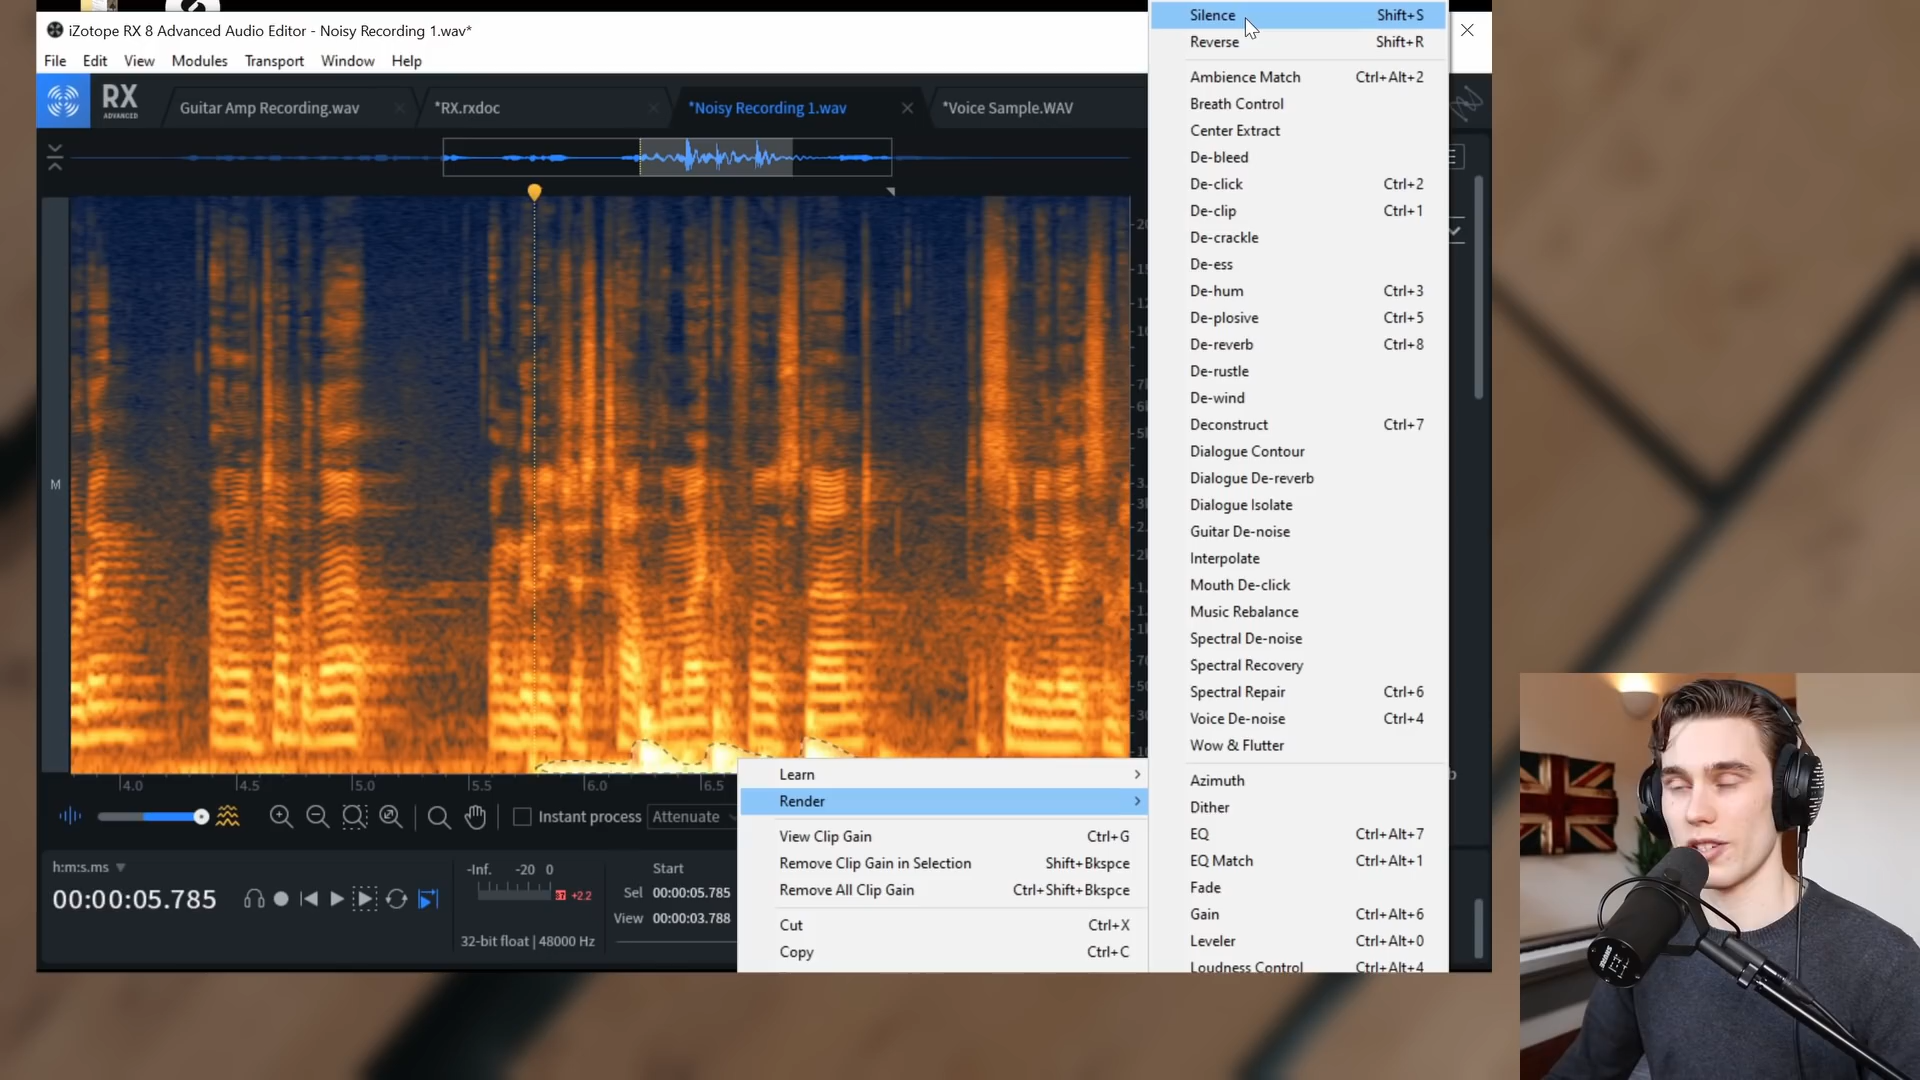 iZotope RX 8 Advanced Audio Editor - Noisy Recording 1.wav*
File Edit View Modules Transport Window Help
RX
ADVANCED
Guitar Amp Recording.wav
*RX.rxdoc
*Noisy Recording 1.wav
*Voice Sample.WAV
M
4.0 4.5 5.0 5.5 6.0 6.5
Instant process
Attenuate
h:m:s.ms
00:00:05.785
-Inf. -20 0
+2.2
32-bit float | 48000 Hz
Start
Sel 00:00:05.785
View 00:00:03.788
Learn
Render
View Clip Gain Ctrl+G
Remove Clip Gain in Selection Shift+Bkspce
Remove All Clip Gain Ctrl+Shift+Bkspce
Cut Ctrl+X
Copy Ctrl+C
Silence Shift+S
Reverse Shift+R
Ambience Match Ctrl+Alt+2
Breath Control
Center Extract
De-bleed
De-click Ctrl+2
De-clip Ctrl+1
De-crackle
De-ess
De-hum Ctrl+3
De-plosive Ctrl+5
De-reverb Ctrl+8
De-rustle
De-wind
Deconstruct Ctrl+7
Dialogue Contour
Dialogue De-reverb
Dialogue Isolate
Guitar De-noise
Interpolate
Mouth De-click
Music Rebalance
Spectral De-noise
Spectral Recovery
Spectral Repair Ctrl+6
Voice De-noise Ctrl+4
Wow & Flutter
Azimuth
Dither
EQ Ctrl+Alt+7
EQ Match Ctrl+Alt+1
Fade
Gain Ctrl+Alt+6
Leveler Ctrl+Alt+0
Loudness Control Ctrl+Alt+4